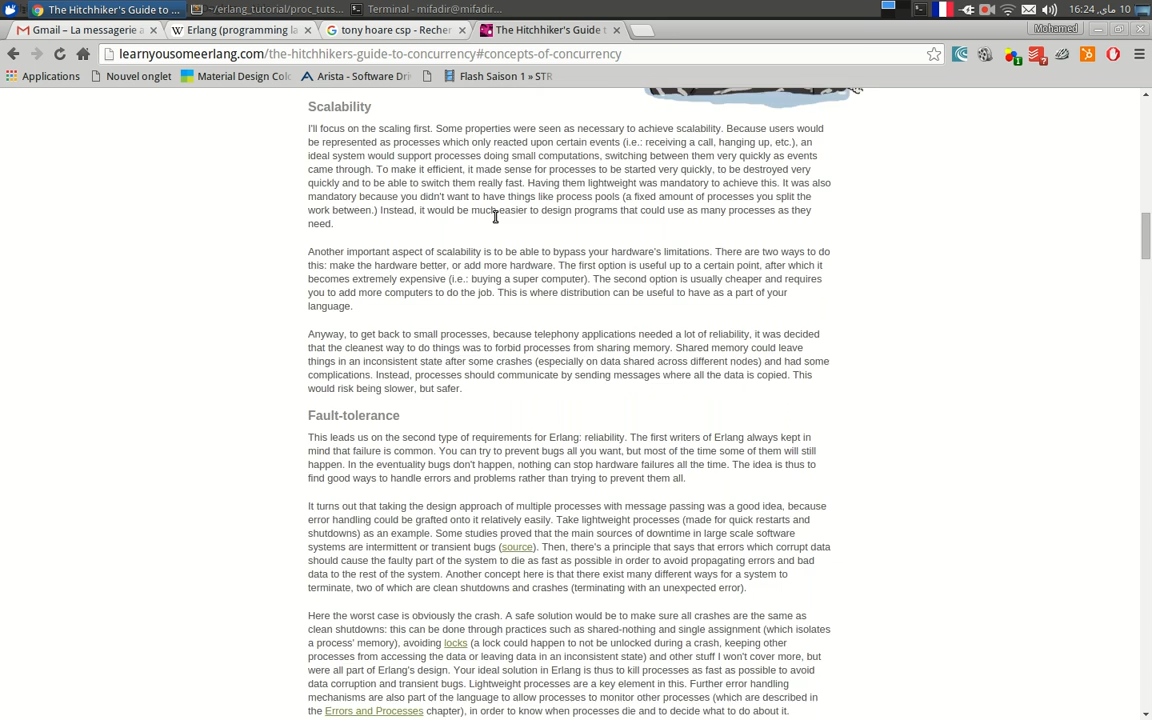 The Hitchhiker's Guide to ...
~/erlang_tutorial/proc_tuts...
Terminal - mifadir@mifadir...
16:24 ,10 ماي
Gmail – La messagerie a
Erlang (programming la
tony hoare csp - Recher
The Hitchhiker's Guide t
Mohamed
learnyousomeerlang.com/the-hitchhikers-guide-to-concurrency#concepts-of-concurrency
Applications
Nouvel onglet
Material Design Colo
Arista - Software Dri
Flash Saison 1 » STR
Scalability
I'll focus on the scaling first. Some properties were seen as necessary to achieve scalability. Because users would
be represented as processes which only reacted upon certain events (i.e.: receiving a call, hanging up, etc.), an
ideal system would support processes doing small computations, switching between them very quickly as events
came through. To make it efficient, it made sense for processes to be started very quickly, to be destroyed very
quickly and to be able to switch them really fast. Having them lightweight was mandatory to achieve this. It was also
mandatory because you didn't want to have things like process pools (a fixed amount of processes you split the
work between.) Instead, it would be much easier to design programs that could use as many processes as they
need.
Another important aspect of scalability is to be able to bypass your hardware's limitations. There are two ways to do
this: make the hardware better, or add more hardware. The first option is useful up to a certain point, after which it
becomes extremely expensive (i.e.: buying a super computer). The second option is usually cheaper and requires
you to add more computers to do the job. This is where distribution can be useful to have as a part of your
language.
Anyway, to get back to small processes, because telephony applications needed a lot of reliability, it was decided
that the cleanest way to do things was to forbid processes from sharing memory. Shared memory could leave
things in an inconsistent state after some crashes (especially on data shared across different nodes) and had some
complications. Instead, processes should communicate by sending messages where all the data is copied. This
would risk being slower, but safer.
Fault-tolerance
This leads us on the second type of requirements for Erlang: reliability. The first writers of Erlang always kept in
mind that failure is common. You can try to prevent bugs all you want, but most of the time some of them will still
happen. In the eventuality bugs don't happen, nothing can stop hardware failures all the time. The idea is thus to
find good ways to handle errors and problems rather than trying to prevent them all.
It turns out that taking the design approach of multiple processes with message passing was a good idea, because
error handling could be grafted onto it relatively easily. Take lightweight processes (made for quick restarts and
shutdowns) as an example. Some studies proved that the main sources of downtime in large scale software
systems are intermittent or transient bugs (source). Then, there's a principle that says that errors which corrupt data
should cause the faulty part of the system to die as fast as possible in order to avoid propagating errors and bad
data to the rest of the system. Another concept here is that there exist many different ways for a system to
terminate, two of which are clean shutdowns and crashes (terminating with an unexpected error).
Here the worst case is obviously the crash. A safe solution would be to make sure all crashes are the same as
clean shutdowns: this can be done through practices such as shared-nothing and single assignment (which isolates
a process' memory), avoiding locks (a lock could happen to not be unlocked during a crash, keeping other
processes from accessing the data or leaving data in an inconsistent state) and other stuff I won't cover more, but
were all part of Erlang's design. Your ideal solution in Erlang is thus to kill processes as fast as possible to avoid
data corruption and transient bugs. Lightweight processes are a key element in this. Further error handling
mechanisms are also part of the language to allow processes to monitor other processes (which are described in
the Errors and Processes chapter), in order to know when processes die and to decide what to do about it.